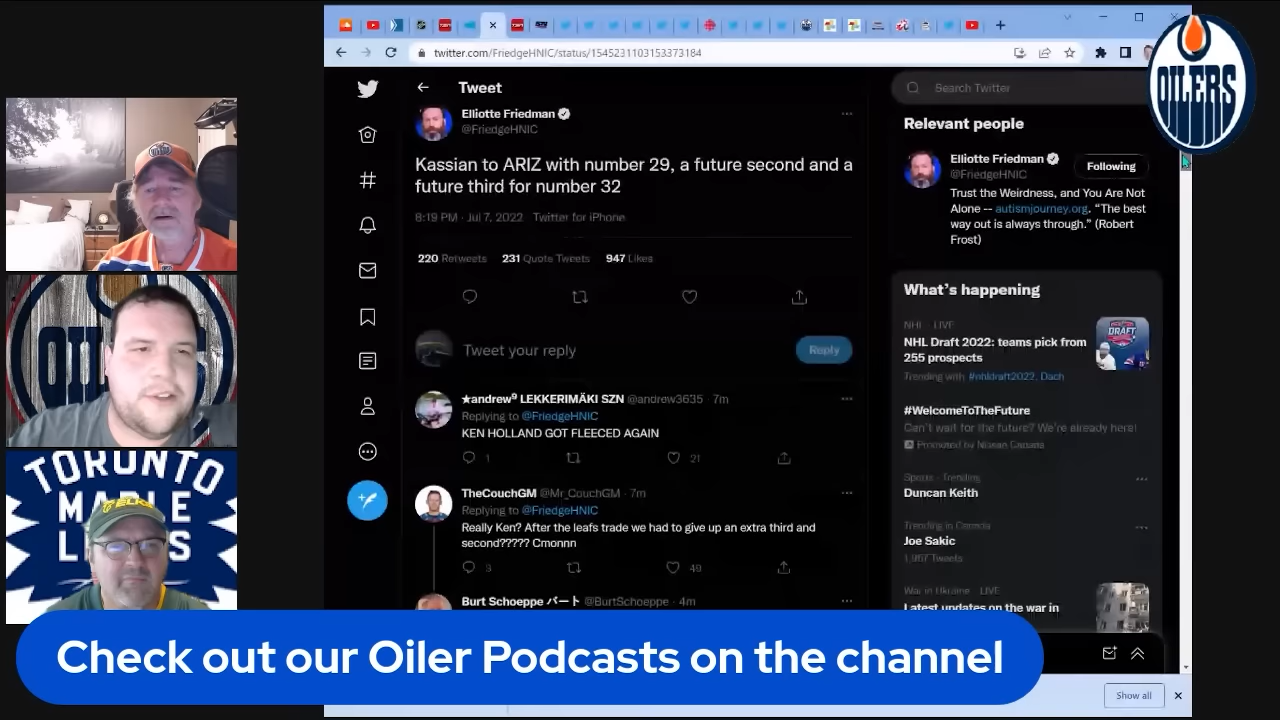 twitter.com/FriedgeHNIC/status/1545231103153373184
OILERS
Tweet
Elliotte Friedman
@FriedgeHNIC
Kassian to ARIZ with number 29, a future second and a
future third for number 32
8:19 PM · Jul 7, 2022 · Twitter for iPhone
220 Retweets 231 Quote Tweets 947 Likes
Tweet your reply
Reply
★andrew⁹ LEKKERIMÄKI SZN @andrew3635 · 7m
Replying to @FriedgeHNIC
KEN HOLLAND GOT FLEECED AGAIN
1 21
TheCouchGM @Mr_CouchGM · 7m
Replying to @FriedgeHNIC
Really Ken? After the leafs trade we had to give up an extra third and
second????? Cmonnn
3 49
Burt Schoeppe バート @BurtSchoeppe · 4m
Search Twitter
Relevant people
Elliotte Friedman
@FriedgeHNIC
Following
Trust the Weirdness, and You Are Not
Alone -- autismjourney.org. “The best
way out is always through.” (Robert
Frost)
What’s happening
NHL · LIVE
NHL Draft 2022: teams pick from
255 prospects
Trending with #nhldraft2022, Dach
DRAFT
#WelcomeToTheFuture
Can't wait for the future? We're already here!
Promoted by Nissan Canada
Sports · Trending
Duncan Keith
Trending in Canada
Joe Sakic
1,967 Tweets
War in Ukraine · LIVE
Latest updates on the war in
Show all
TORONTO
MAPLE
LEAFS
ELKS
Check out our Oiler Podcasts on the channel